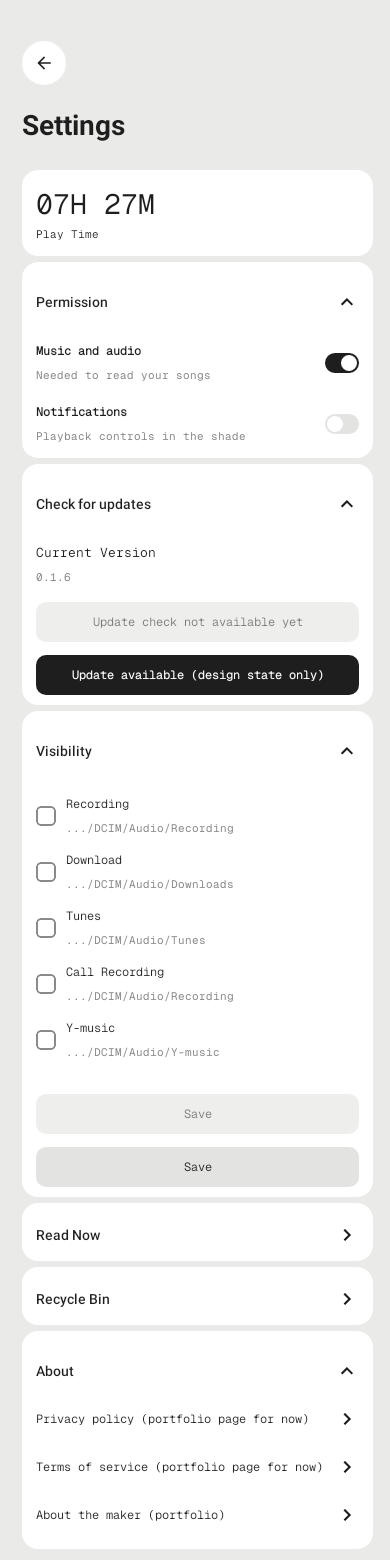 Settings
07H 27M
Play Time
Permission
Music and audio
Needed to read your songs
Notifications
Playback controls in the shade
Check for updates
Current Version
0.1.6
Update check not available yet
Update available (design state only)
Visibility
Recording
.../DCIM/Audio/Recording
Download
.../DCIM/Audio/Downloads
Tunes
.../DCIM/Audio/Tunes
Call Recording
.../DCIM/Audio/Recording
Y-music
.../DCIM/Audio/Y-music
Save
Save
Read Now
Recycle Bin
About
Privacy policy (portfolio page for now)
Terms of service (portfolio page for now)
About the maker (portfolio)